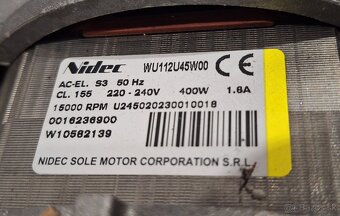 Nidec WU112U45W00 CE
AC-EL. S3 50 Hz
CL. 155 220 - 240V 400W 1.8A
15000 RPM U245020230010018
0016236900
W10582139
NIDEC SOLE MOTOR CORPORATION S.R.L.